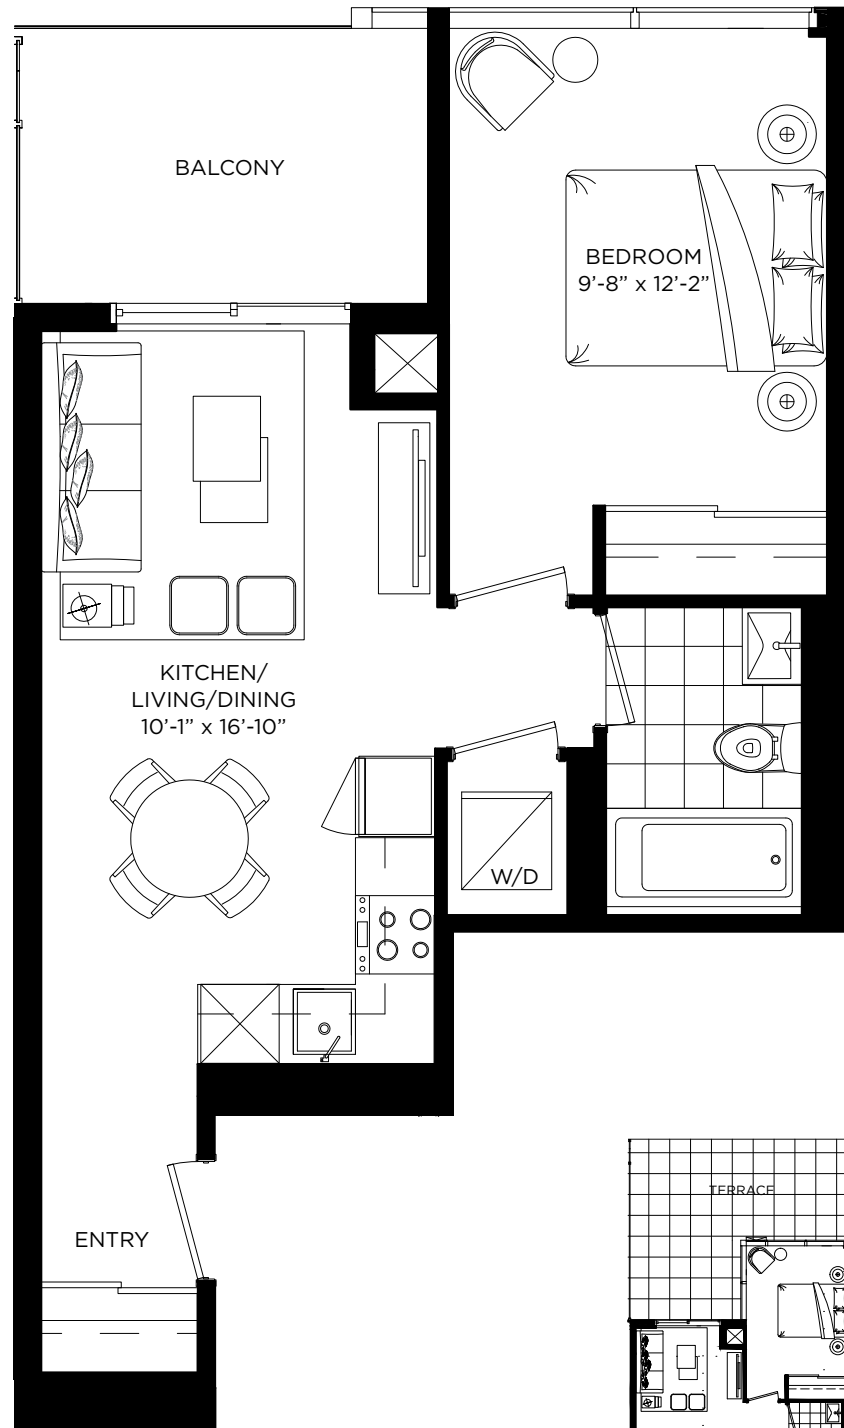 BALCONY
BEDROOM
9’-8” x 12’-2”
KITCHEN/
LIVING/DINING
10’-1” x 16’-10”
W/D
ENTRY
TERRACE